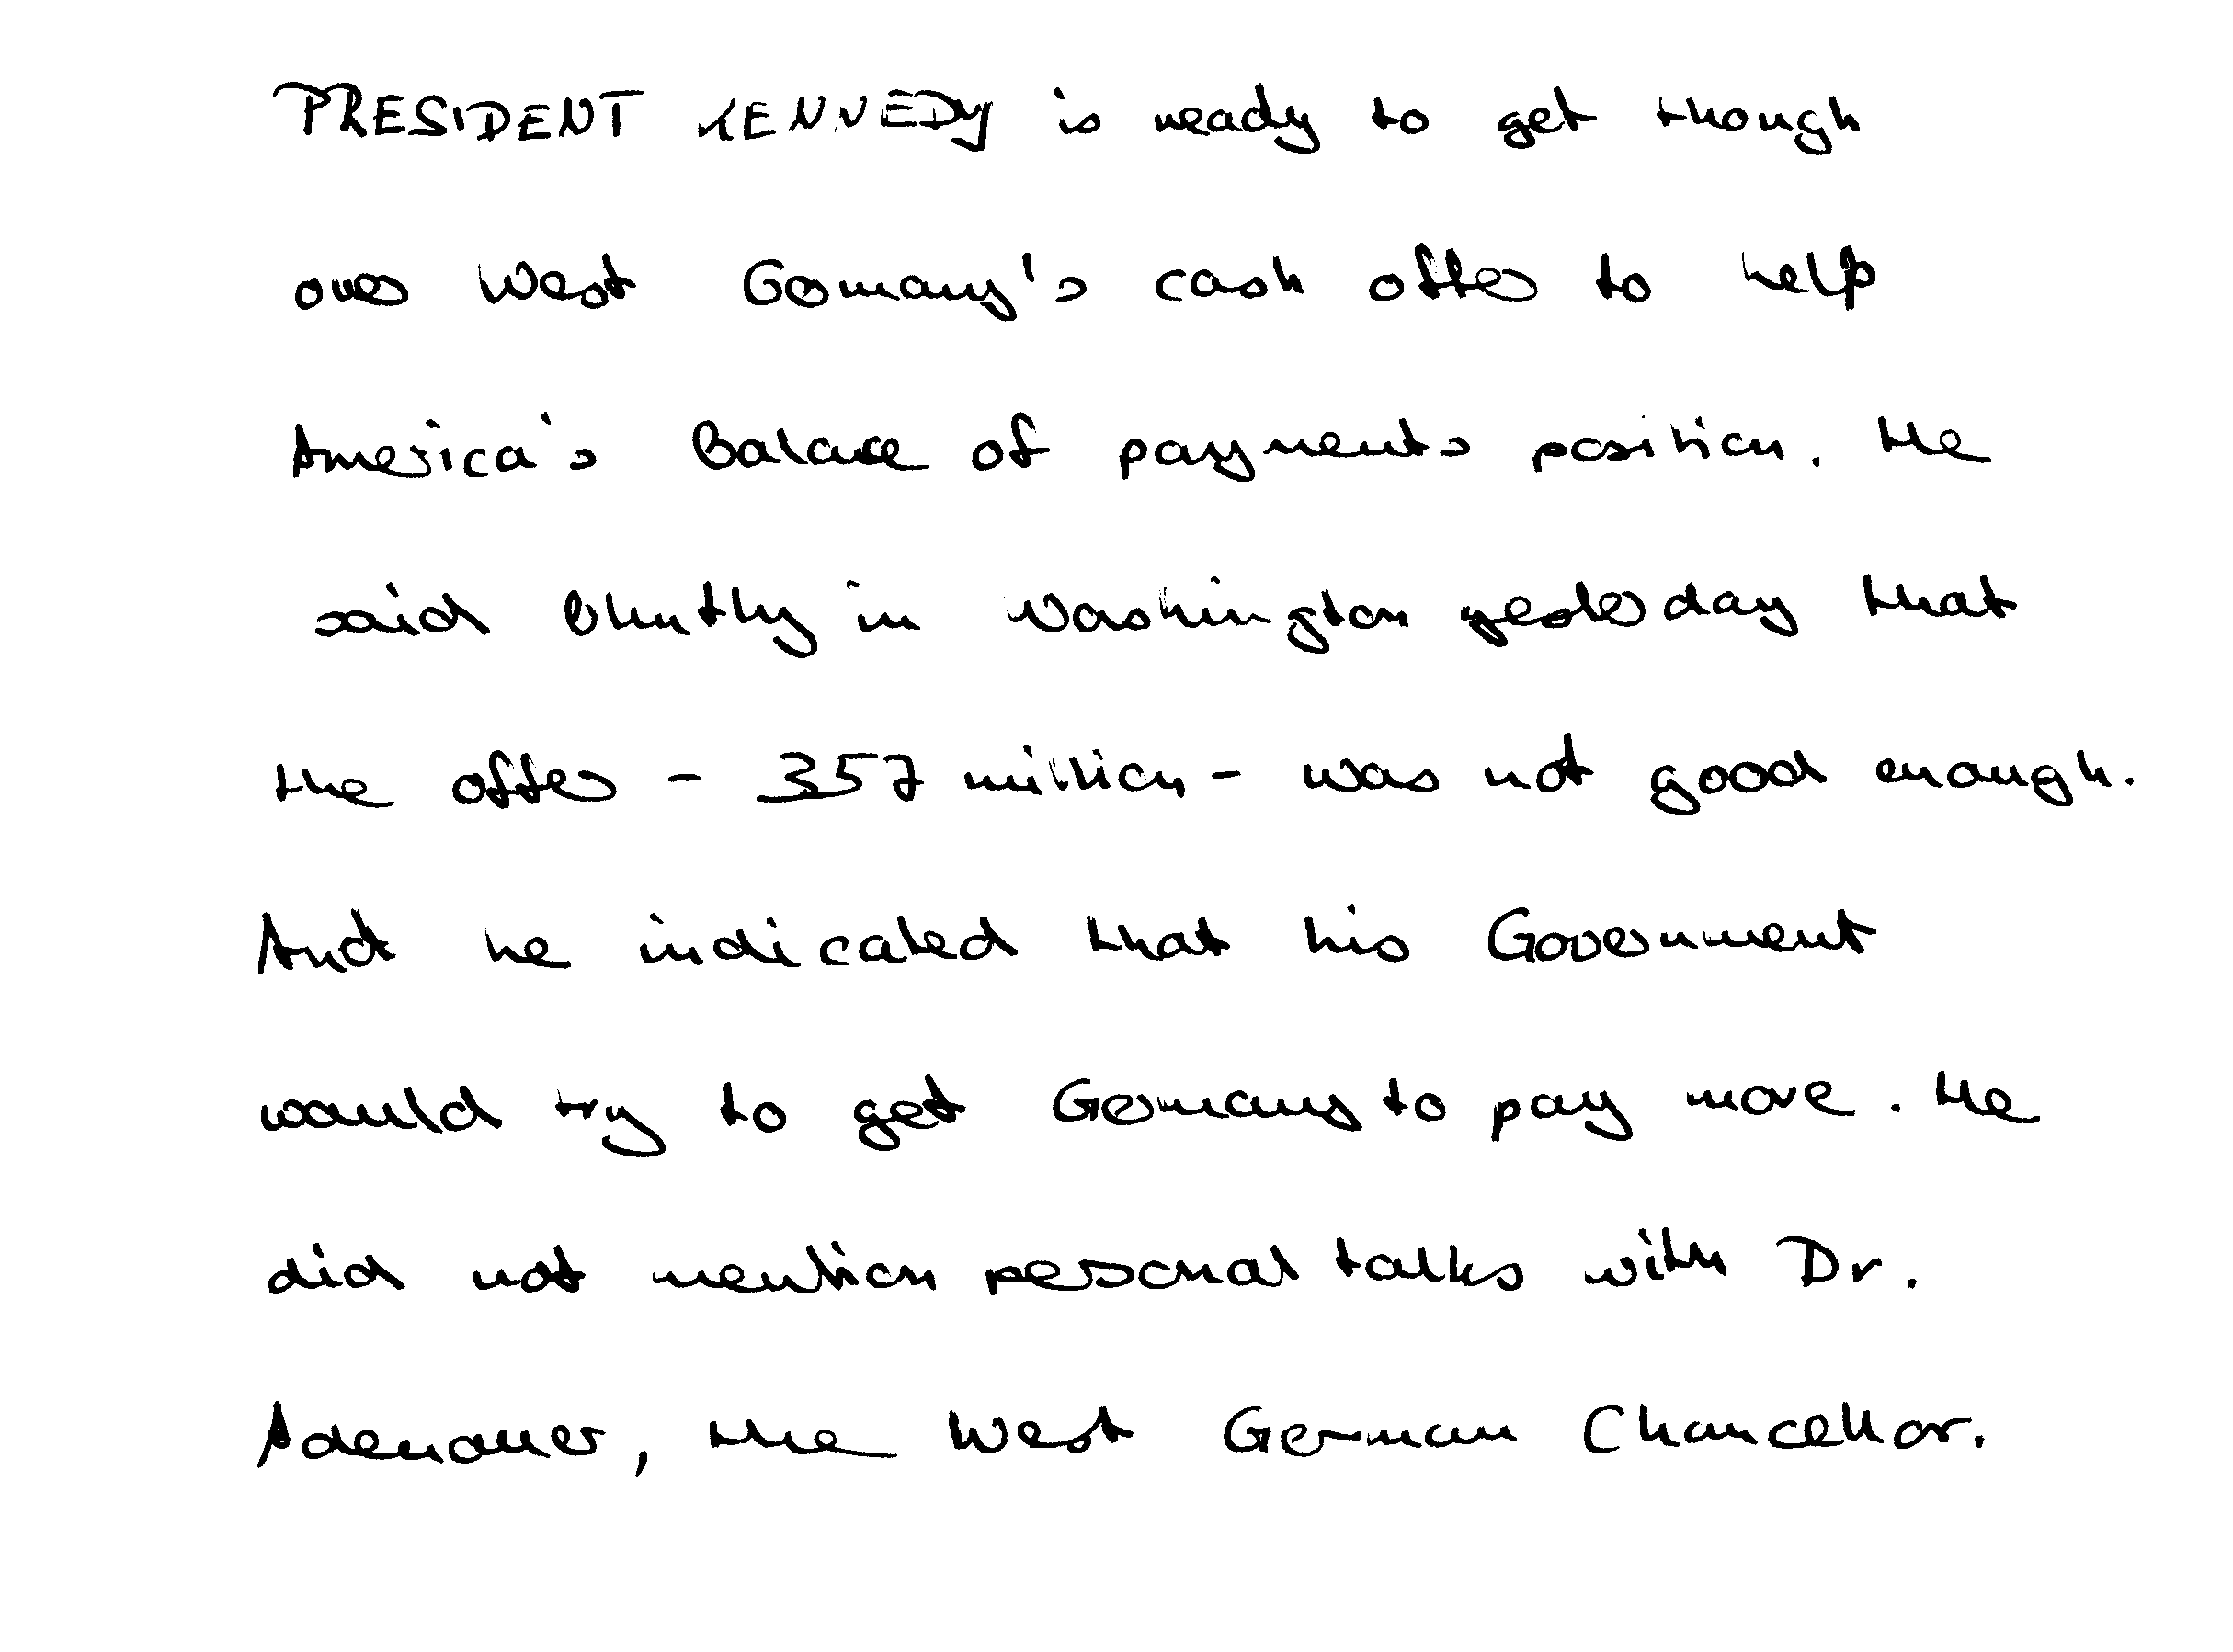 PRESIDENT KENNEDY is ready to get though
over West Germany's cash offer to help
America's Balance of payments position. He
said bluntly in Washington yesterday that
the offer - 357 million - was not good enough.
And he indicated that his Government
would try to get Germany to pay more. He
did not mention personal talks with Dr.
Adenauer, the West German Chancellor.